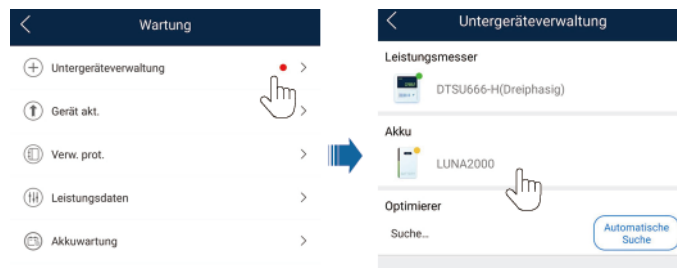 Wartung
Untergeräteverwaltung
Gerät akt.
Verw. prot.
Leistungsdaten
Akkuwartung
Untergeräteverwaltung
Leistungsmesser
DTSU666-H(Dreiphasig)
Akku
LUNA2000
Optimierer
Suche...
Automatische
Suche